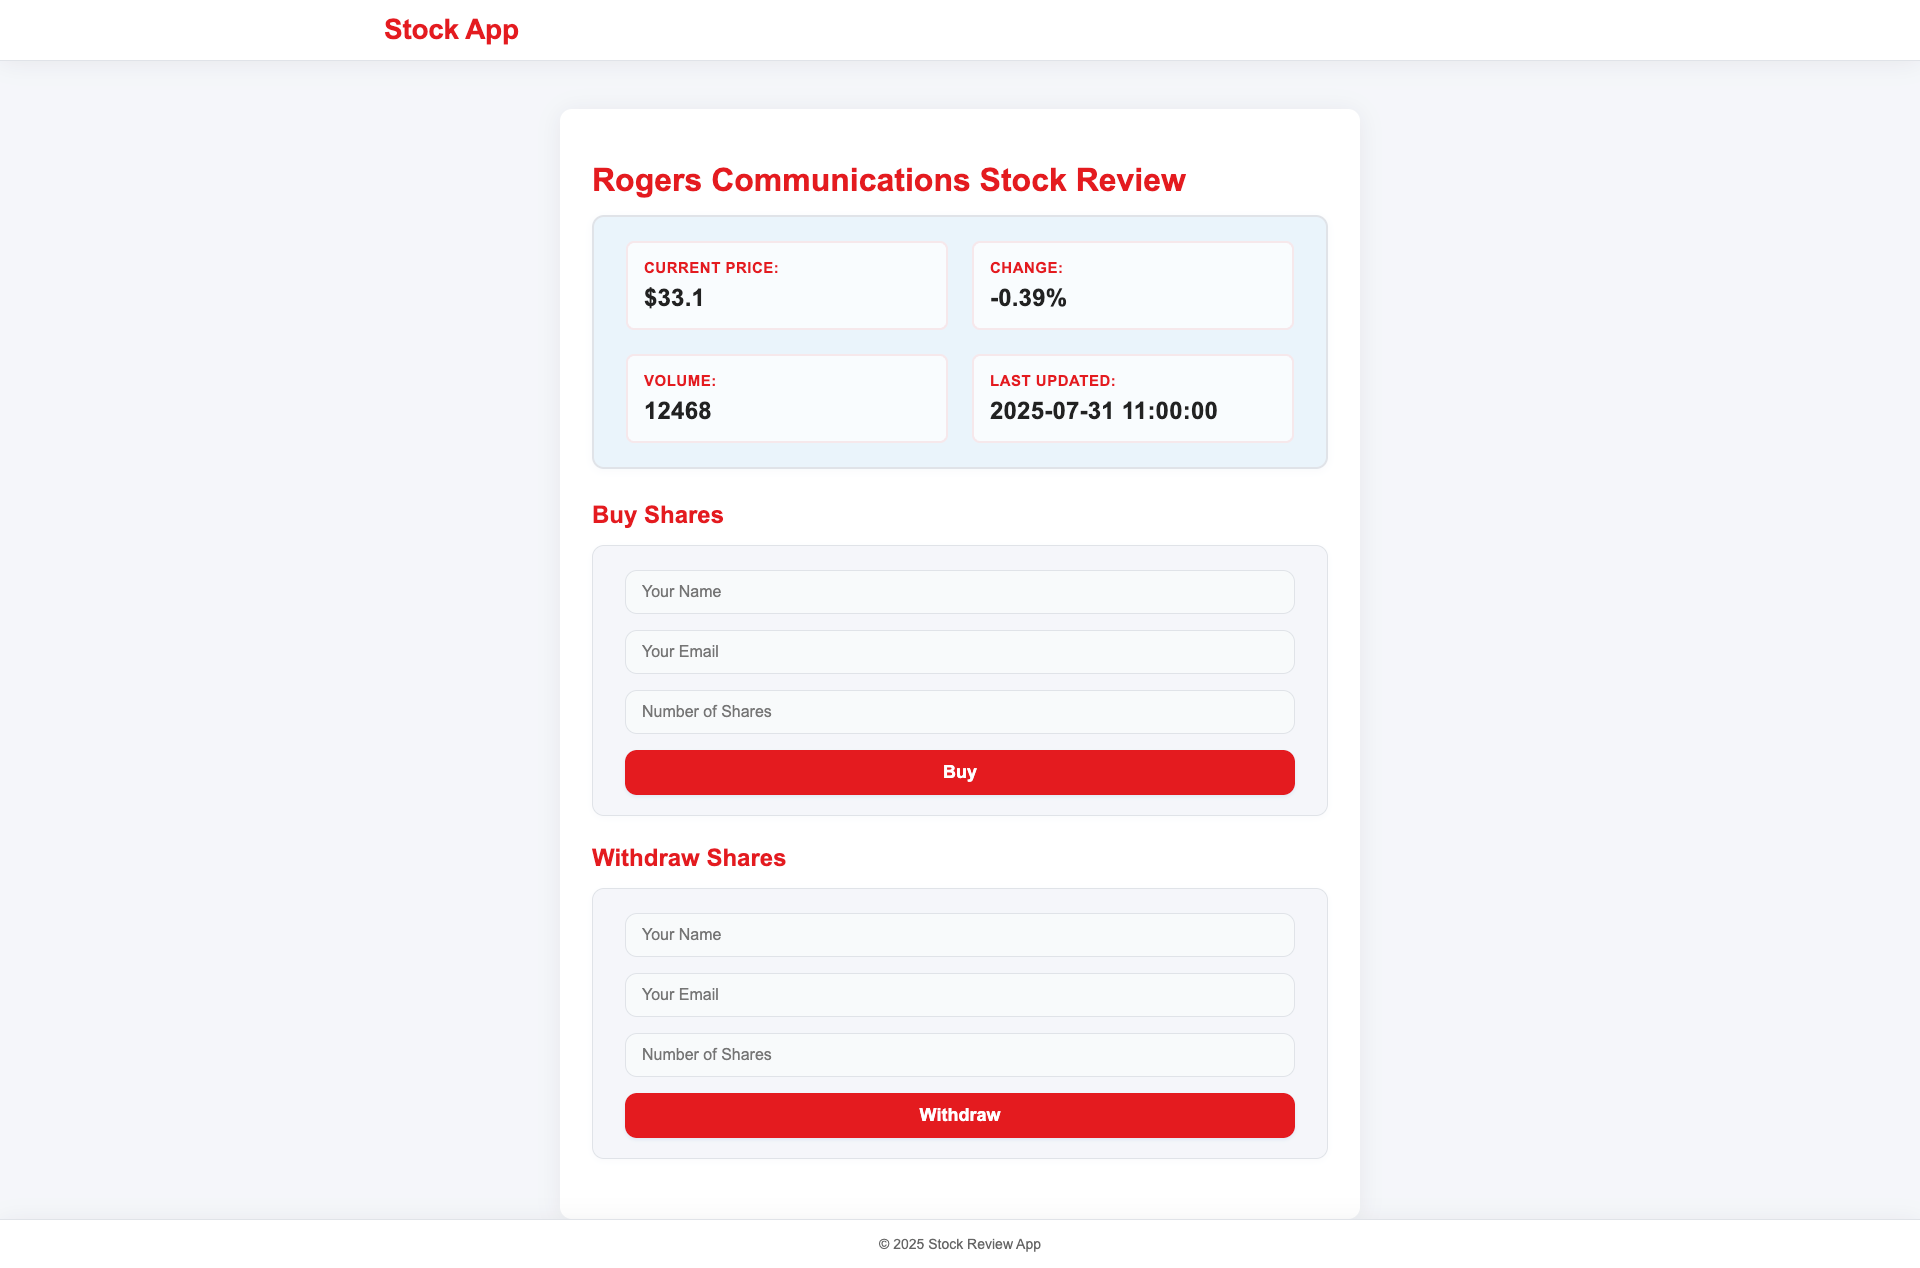 Stock App
Rogers Communications Stock Review
CURRENT PRICE:
$33.1
CHANGE:
-0.39%
VOLUME:
12468
LAST UPDATED:
2025-07-31 11:00:00
Buy Shares
Your Name
Your Email
Number of Shares
Buy
Withdraw Shares
Your Name
Your Email
Number of Shares
Withdraw
© 2025 Stock Review App